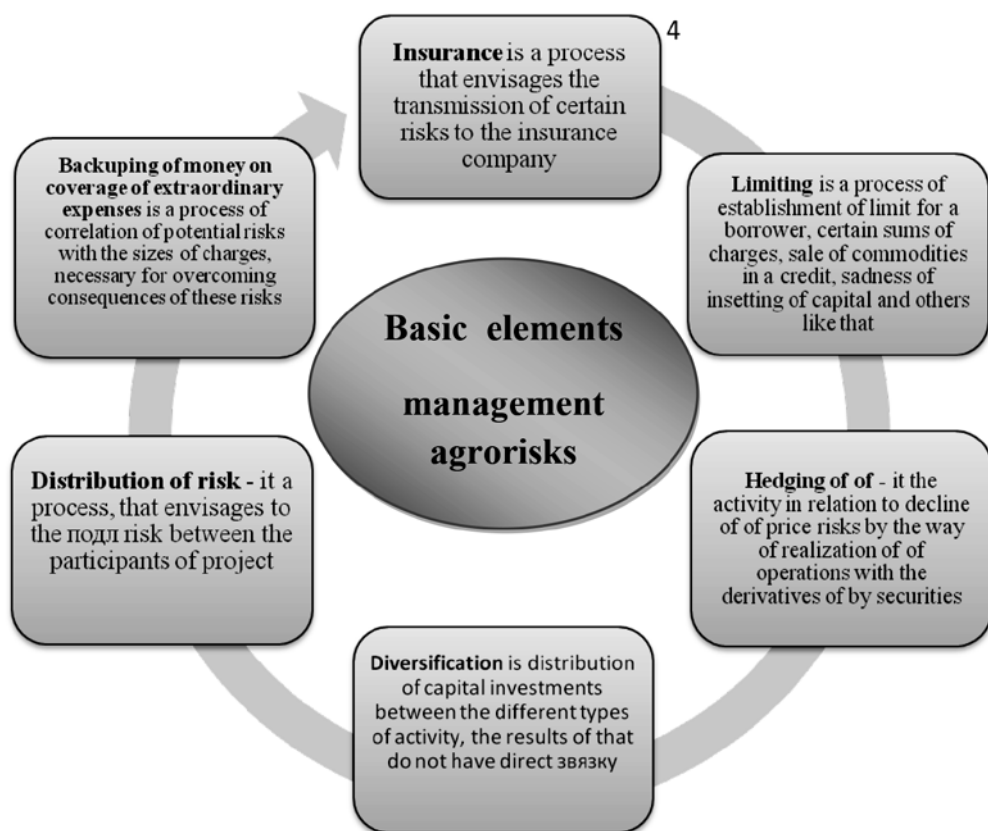 4
Insurance is a process
that envisages the
transmission of certain
risks to the insurance
company
Limiting is a process of
establishment of limit for a
borrower, certain sums of
charges, sale of commodities
in a credit, sadness of
insetting of capital and others
like that
Hedging of of - it the
activity in relation to decline
of of price risks by the way
of realization of of
operations with the
derivatives of by securities
Diversification is distribution
of capital investments
between the different types
of activity, the results of that
do not have direct звязку
Distribution of risk - it a
process, that envisages to
the подл risk between the
participants of project
Backuping of money on
coverage of extraordinary
expenses is a process of
correlation of potential risks
with the sizes of charges,
necessary for overcoming
consequences of these risks
Basic elements
management
agrorisks